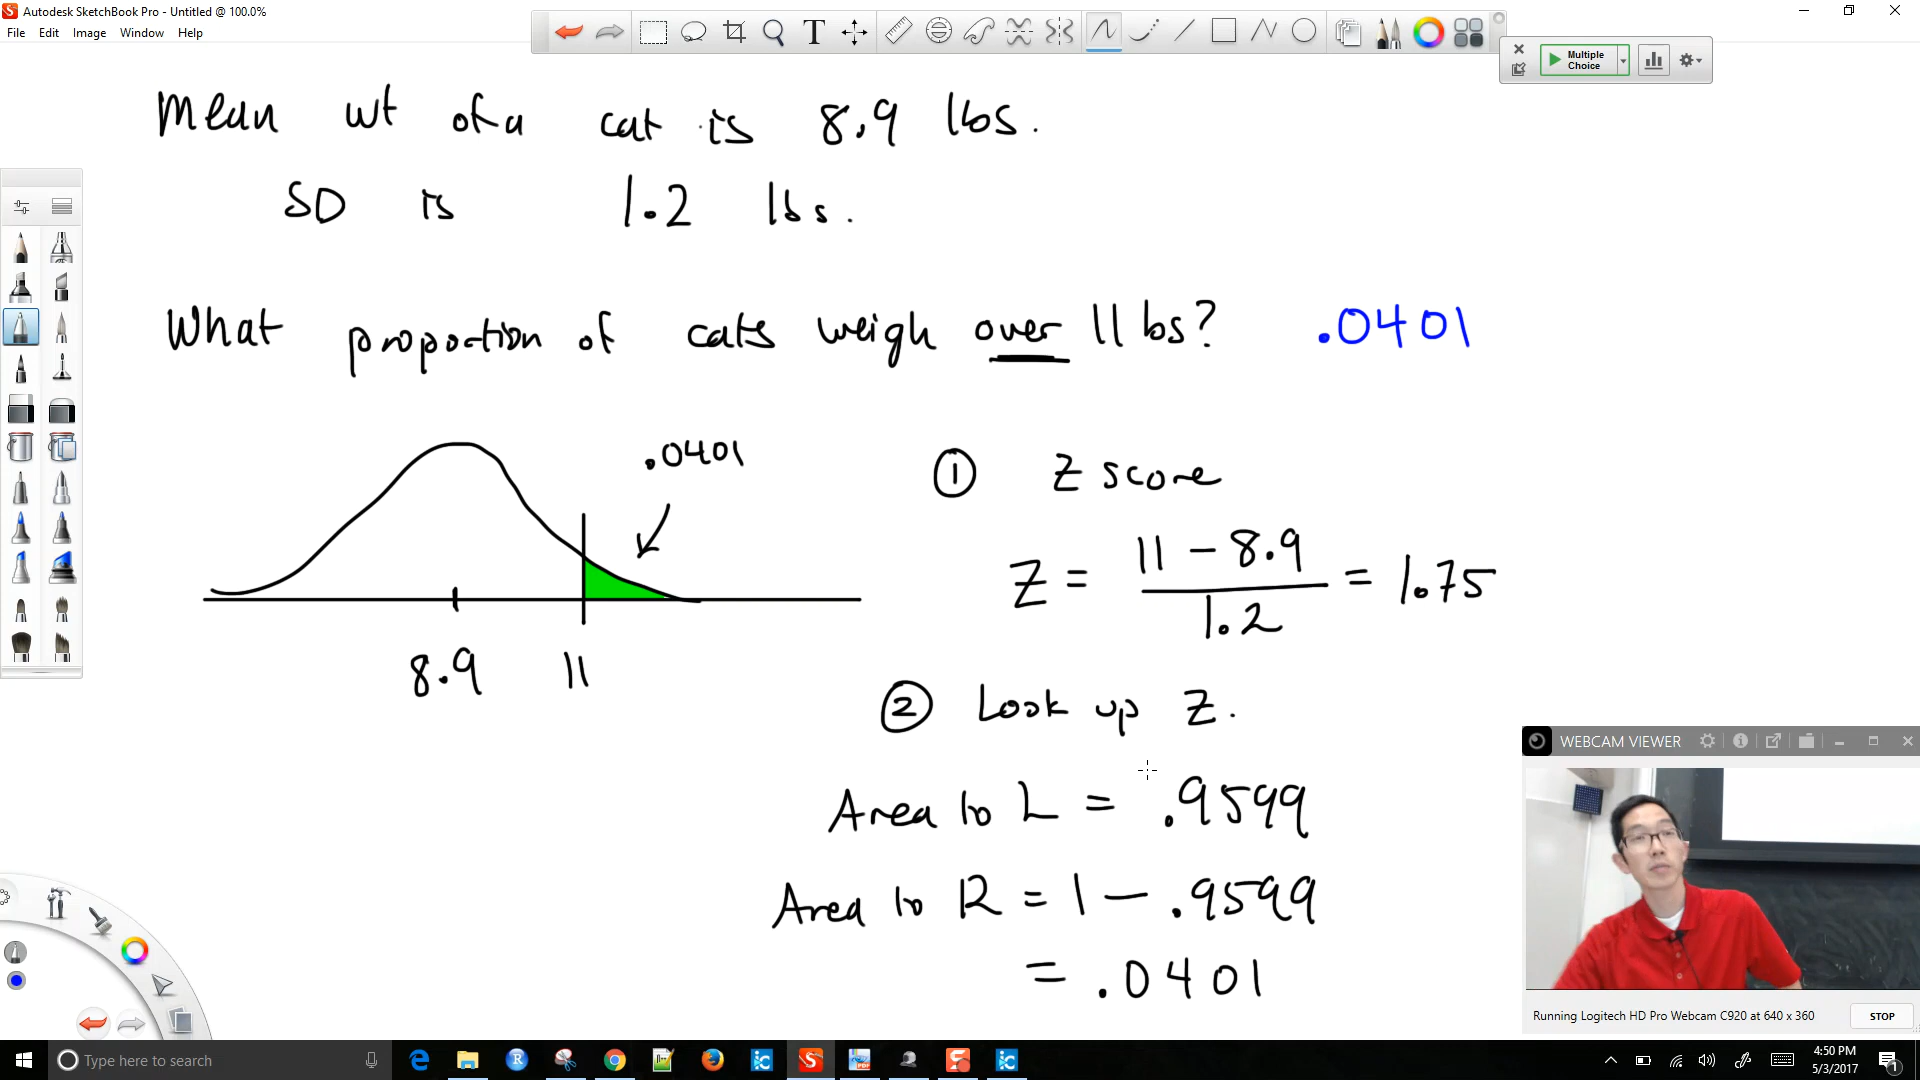 Autodesk SketchBook Pro - Untitled @ 100.0%
File Edit Image Window Help
T
Multiple
Choice
Mean wt of a cat is 8.9 lbs.
SD is 1.2 lbs.
What proportion of cats weigh over 11 lbs? .0401
.0401
8.9 11
① Z score
Z = 11 - 8.9 / 1.2 = 1.75
② Look up Z.
Area to L = .9599
Area to R = 1 - .9599
= .0401
WEBCAM VIEWER
Running Logitech HD Pro Webcam C920 at 640 x 360
STOP
Type here to search
4:50 PM
5/3/2017